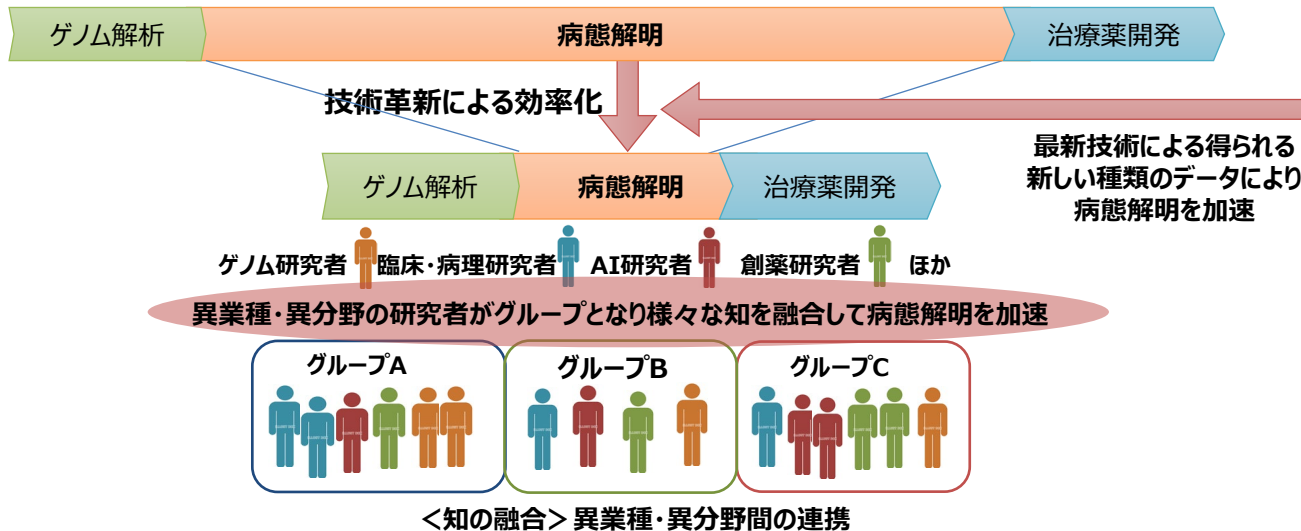 ゲノム解析 病態解明 治療薬開発
技術革新による効率化
最新技術による得られる
新しい種類のデータにより
病態解明を加速
ゲノム解析 病態解明 治療薬開発
ゲノム研究者 臨床・病理研究者 AI研究者 創薬研究者 ほか
異業種・異分野の研究者がグループとなり様々な知を融合して病態解明を加速
グループA グループB グループC
＜知の融合＞異業種・異分野間の連携